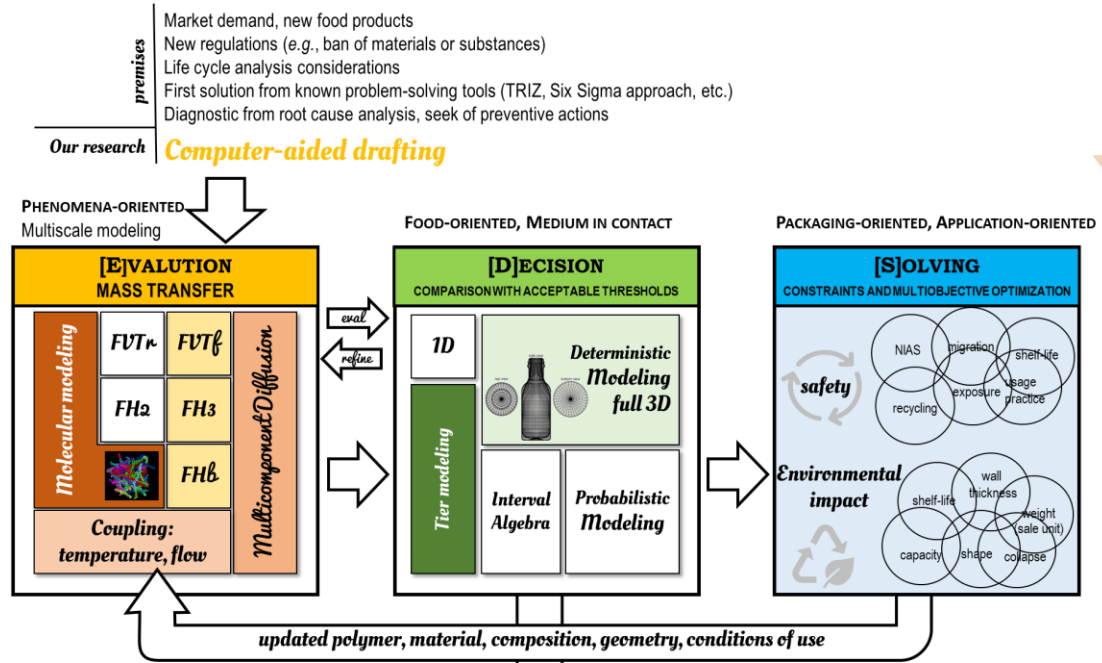 premises
Market demand, new food products
New regulations (e.g., ban of materials or substances)
Life cycle analysis considerations
First solution from known problem-solving tools (TRIZ, Six Sigma approach, etc.)
Diagnostic from root cause analysis, seek of preventive actions
Our research
Computer-aided drafting
PHENOMENA-ORIENTED
Multiscale modeling
[E]VALUTION
MASS TRANSFER
Molecular modeling
FVTr
FVTf
FH2
FH3
FHb
Multicomponent Diffusion
Coupling:
temperature, flow
eval
refine
FOOD-ORIENTED, MEDIUM IN CONTACT
[D]ECISION
COMPARISON WITH ACCEPTABLE THRESHOLDS
1D
Tier modeling
Deterministic
Modeling
full 3D
Interval
Algebra
Probabilistic
Modeling
PACKAGING-ORIENTED, APPLICATION-ORIENTED
[S]OLVING
CONSTRAINTS AND MULTIOBJECTIVE OPTIMIZATION
safety
NIAS
migration
shelf-life
recycling
exposure
usage
practice
Environmental
impact
shelf-life
wall
thickness
weight
(sale unit)
capacity
shape
collapse
updated polymer, material, composition, geometry, conditions of use